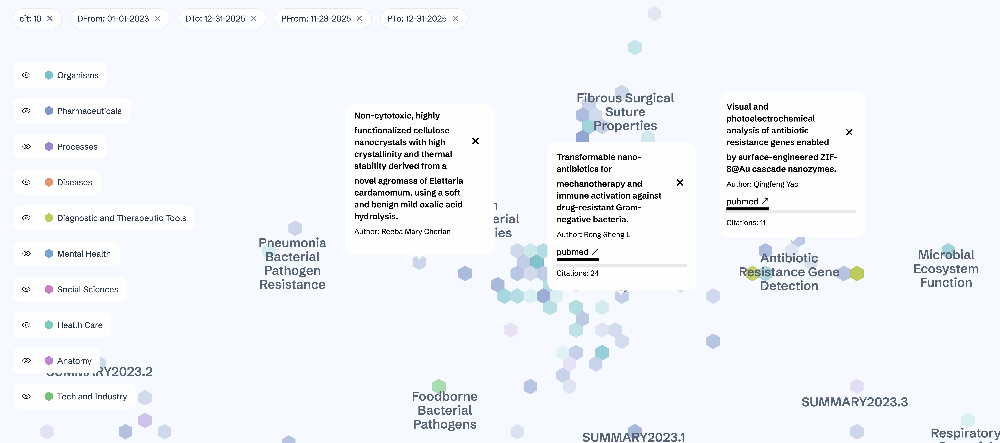 cit: 10 ×
DFrom: 01-01-2023 ×
DTo: 12-31-2025 ×
PFrom: 11-28-2025 ×
PTo: 12-31-2025 ×
Organisms
Pharmaceuticals
Processes
Diseases
Diagnostic and Therapeutic Tools
Mental Health
Social Sciences
Health Care
Anatomy
Tech and Industry
SUMMARY2023.2
Pneumonia
Bacterial
Pathogen
Resistance
Non-cytotoxic, highly
functionalized cellulose
nanocrystals with high
crystallinity and thermal
stability derived from a
novel agromass of Elettaria
cardamomum, using a soft
and benign mild oxalic acid
hydrolysis.
Author: Reeba Mary Cherian
Fibrous Surgical
Suture
Properties
Transformable nano-
antibiotics for
mechanotherapy and
immune activation against
drug-resistant Gram-
negative bacteria.
Author: Rong Sheng Li
pubmed ↗
Citations: 24
Visual and
photoelectrochemical
analysis of antibiotic
resistance genes enabled
by surface-engineered ZIF-
8@Au cascade nanozymes.
Author: Qingfeng Yao
pubmed ↗
Citations: 11
Antibiotic
Resistance Gene
Detection
Microbial
Ecosystem
Function
Foodborne
Bacterial
Pathogens
SUMMARY2023.1
SUMMARY2023.3
Respiratory